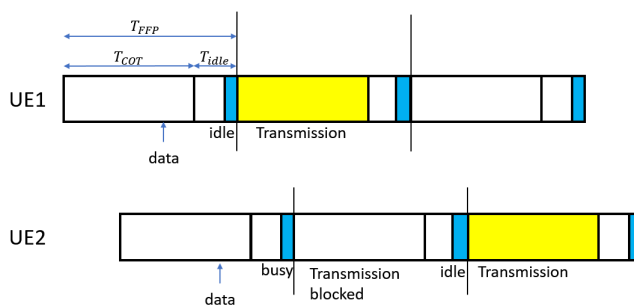 T_FFP
T_COT T_idle
UE1
idle Transmission
data
UE2
busy Transmission blocked idle Transmission
data